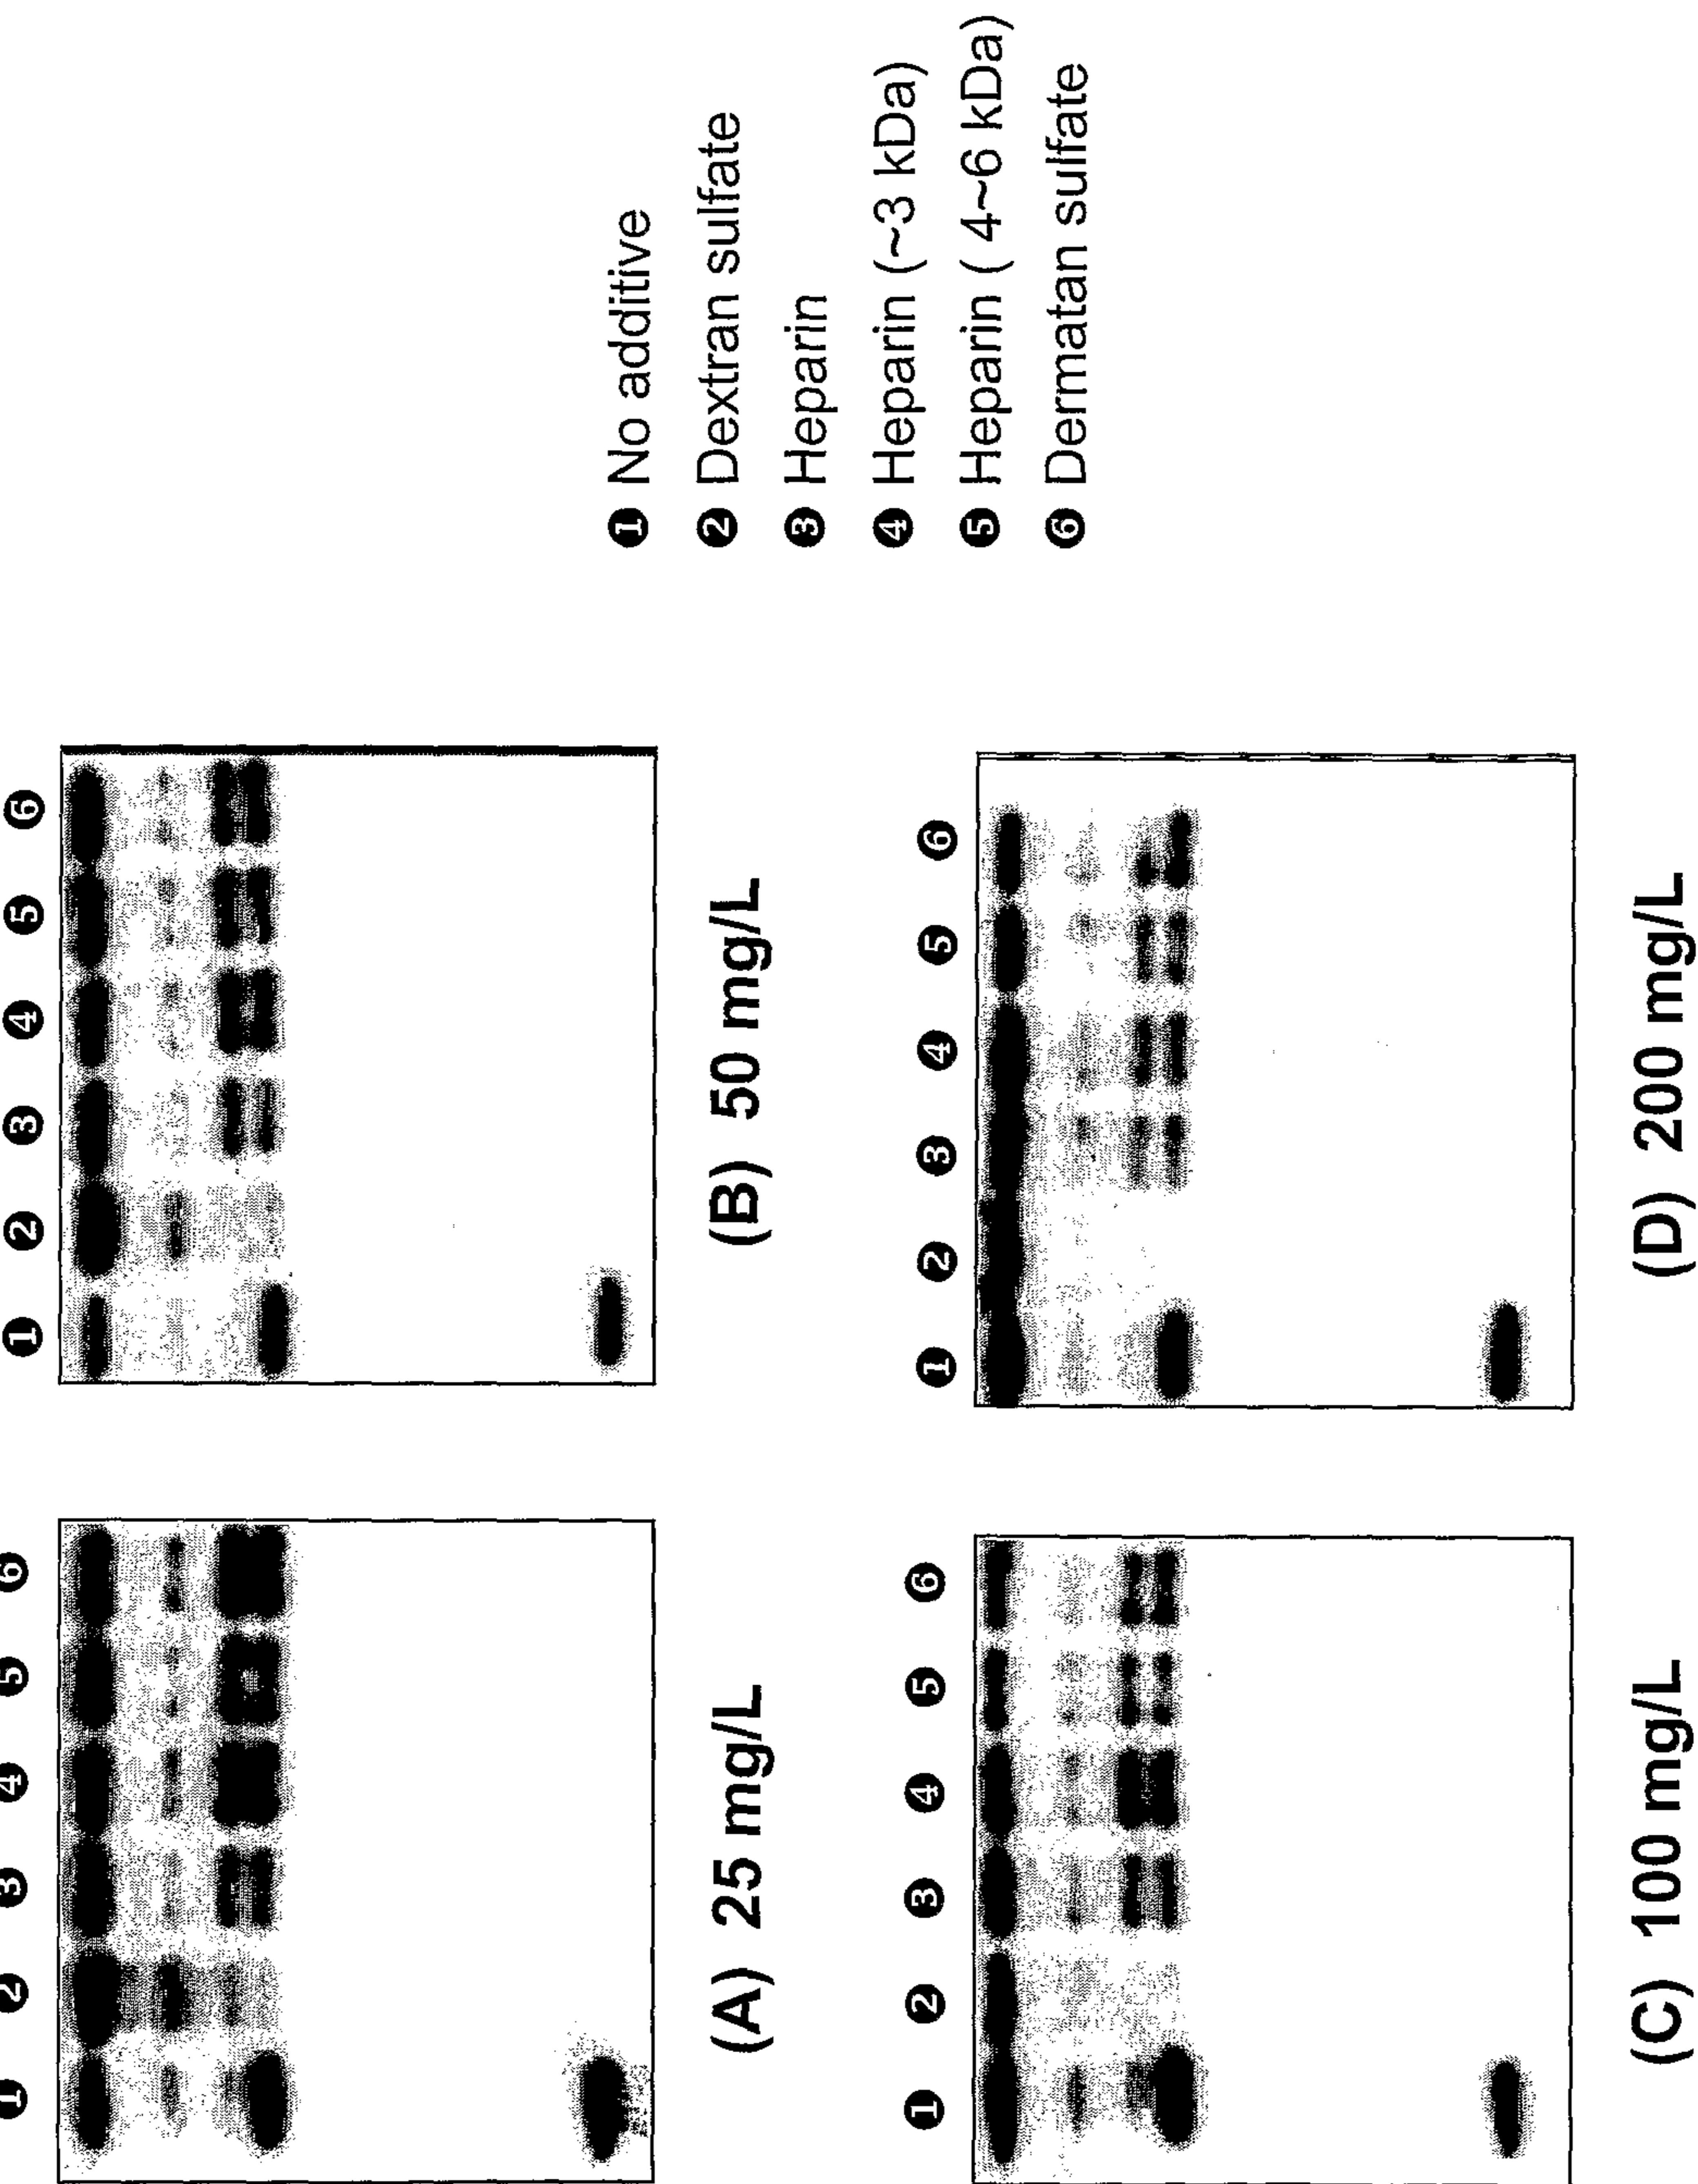 ❶ ❷ ❸ ❹ ❺ ❻
(A) 25 mg/L
❶ ❷ ❸ ❹ ❺ ❻
(B) 50 mg/L
❶ ❷ ❸ ❹ ❺ ❻
(C) 100 mg/L
❶ ❷ ❸ ❹ ❺ ❻
(D) 200 mg/L
❶ No additive
❷ Dextran sulfate
❸ Heparin
❹ Heparin (~3 kDa)
❺ Heparin ( 4~6 kDa)
❻ Dermatan sulfate